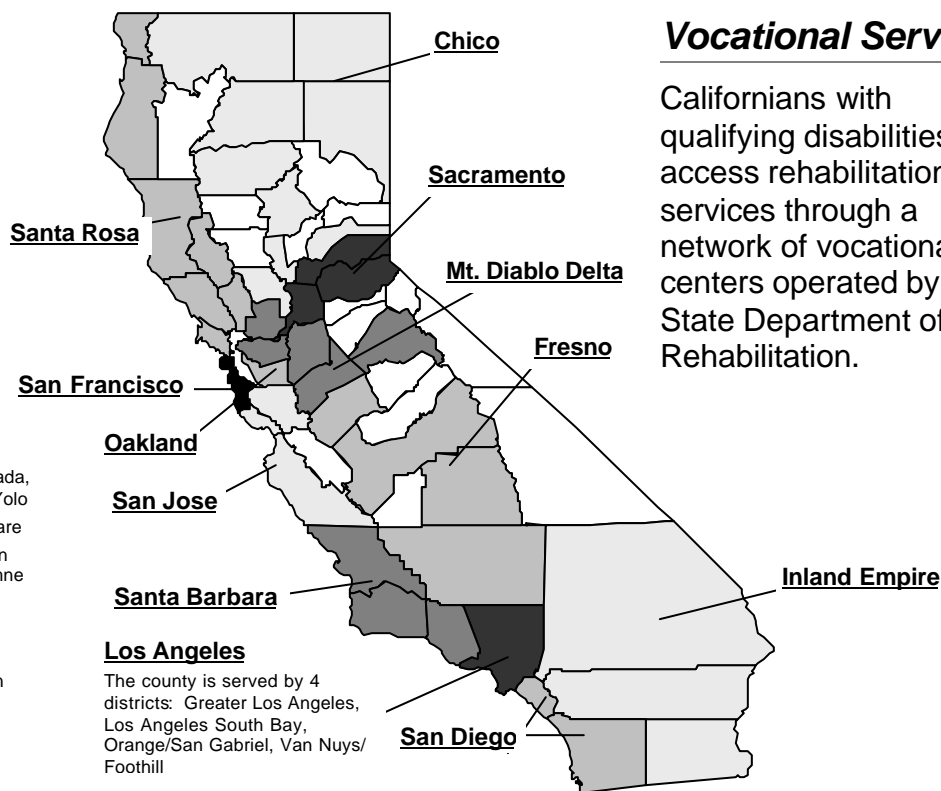 Vocational Serv
Californians with
qualifying disabilities
access rehabilitation
services through a
network of vocationa
centers operated by
State Department of
Rehabilitation.
Chico
Sacramento
Santa Rosa
Mt. Diablo Delta
Fresno
San Francisco
Oakland
San Jose
Santa Barbara
Inland Empire
Los Angeles
The county is served by 4
districts: Greater Los Angeles,
Los Angeles South Bay,
Orange/San Gabriel, Van Nuys/
Foothill
San Diego